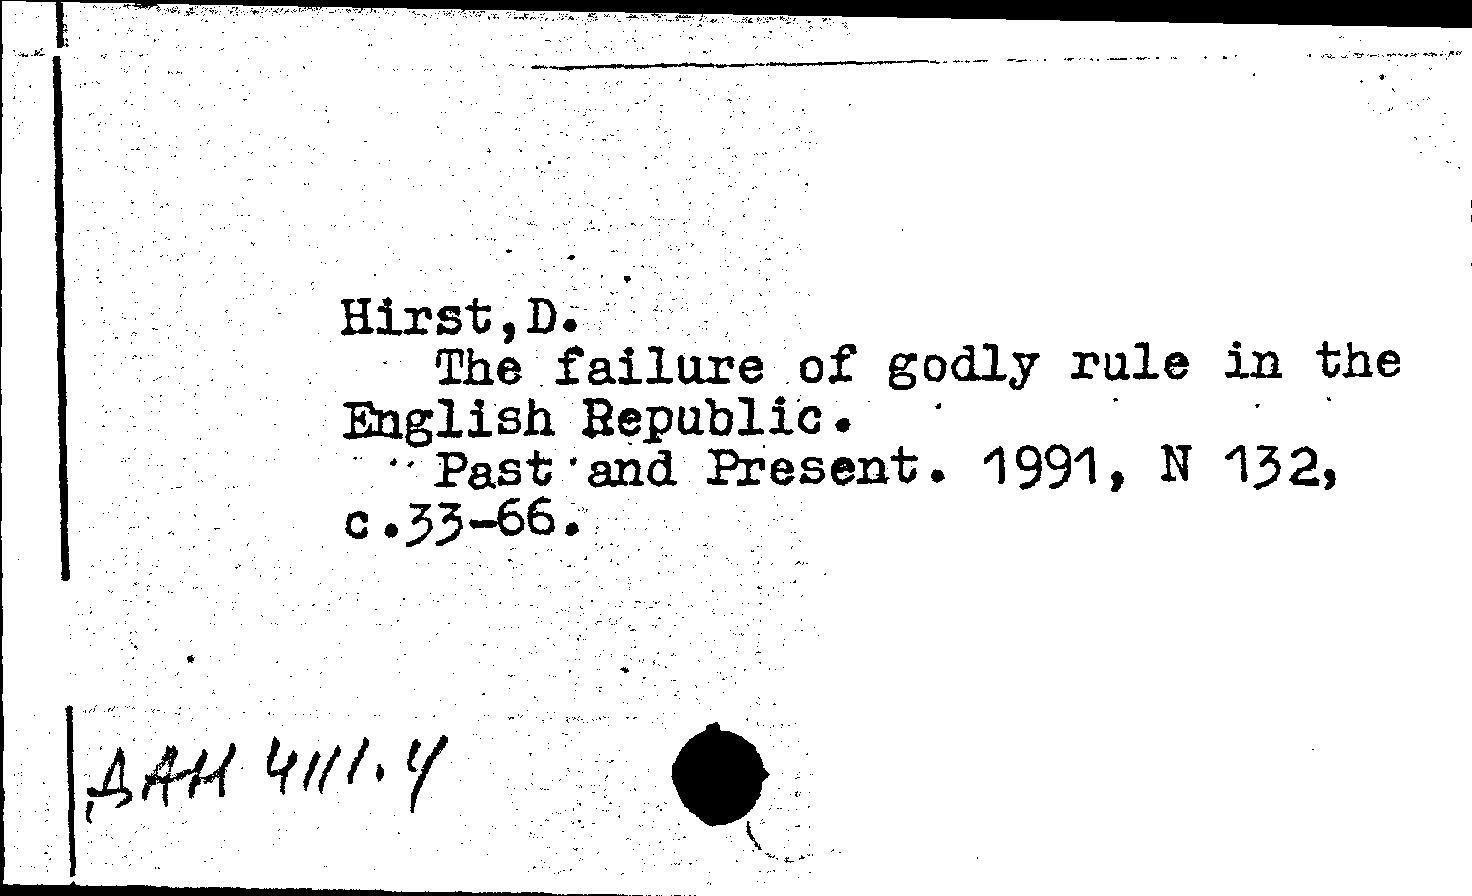 Hirst,D.
The failure of godly rule in the
English Republic.
Past and Present. 1991, N 132,
c.33-66.
ДАН 4111.4